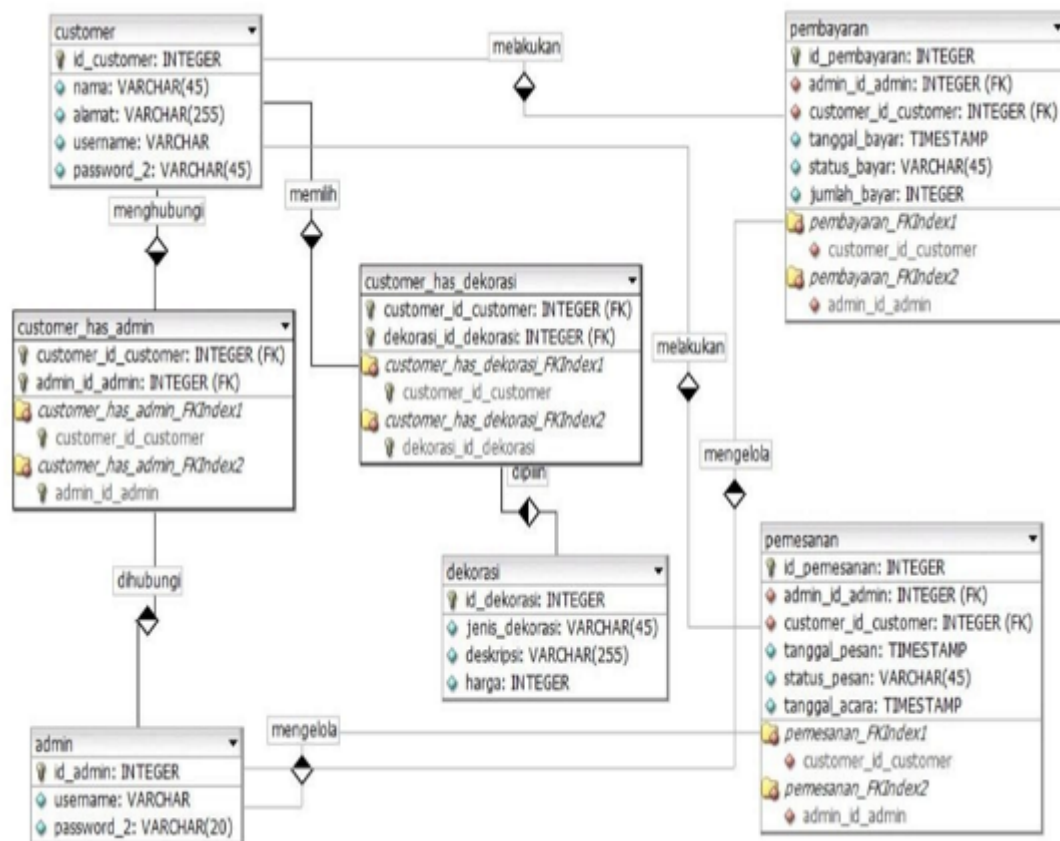 customer
id_customer: INTEGER
nama: VARCHAR(45)
alamat: VARCHAR(255)
username: VARCHAR
password_2: VARCHAR(45)
melakukan
pembayaran
id_pembayaran: INTEGER
admin_id_admin: INTEGER (FK)
customer_id_customer: INTEGER (FK)
tanggal_bayar: TIMESTAMP
status_bayar: VARCHAR(45)
jumlah_bayar: INTEGER
pembayaran_FKIndex1
customer_id_customer
pembayaran_FKIndex2
admin_id_admin
menghubungi
memilih
customer_has_dekorasi
customer_id_customer: INTEGER (FK)
dekorasi_id_dekorasi: INTEGER (FK)
customer_has_dekorasi_FKIndex1
customer_id_customer
customer_has_dekorasi_FKIndex2
dekorasi_id_dekorasi
customer_has_admin
customer_id_customer: INTEGER (FK)
admin_id_admin: INTEGER (FK)
customer_has_admin_FKIndex1
customer_id_customer
customer_has_admin_FKIndex2
admin_id_admin
melakukan
mengelola
dipilih
dihubungi
dekorasi
id_dekorasi: INTEGER
jenis_dekorasi: VARCHAR(45)
deskripsi: VARCHAR(255)
harga: INTEGER
pemesanan
id_pemesanan: INTEGER
admin_id_admin: INTEGER (FK)
customer_id_customer: INTEGER (FK)
tanggal_pesan: TIMESTAMP
status_pesan: VARCHAR(45)
tanggal_acara: TIMESTAMP
pemesanan_FKIndex1
customer_id_customer
pemesanan_FKIndex2
admin_id_admin
mengelola
admin
id_admin: INTEGER
username: VARCHAR
password_2: VARCHAR(20)